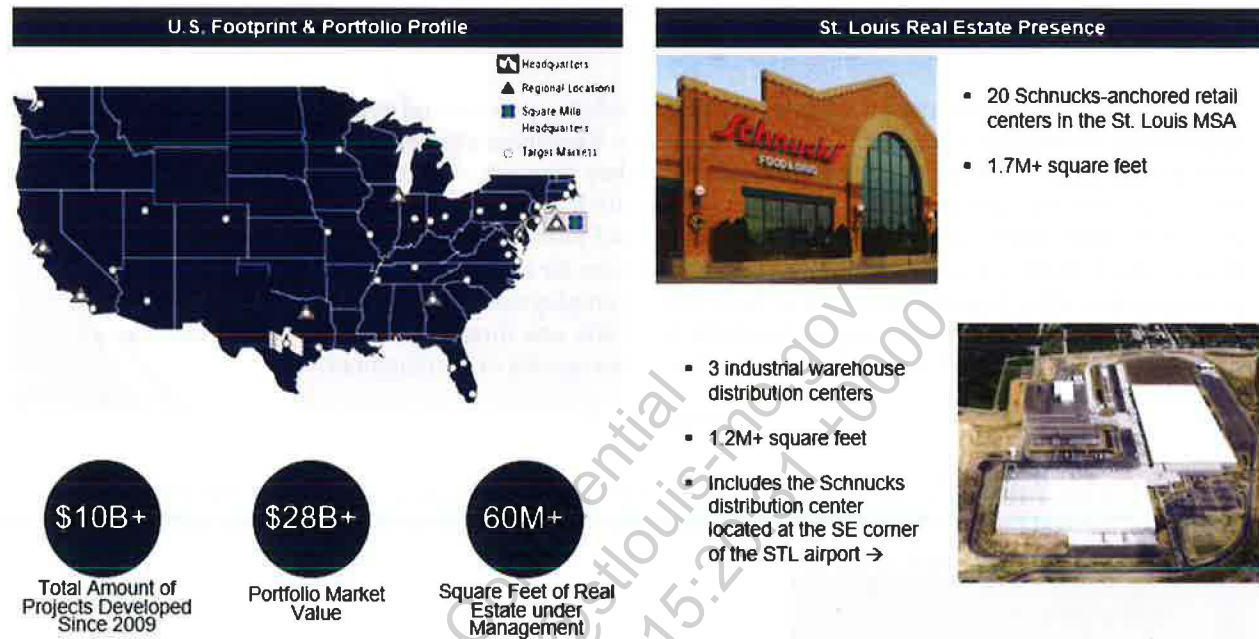 U.S. Footprint & Portfolio Profile
Headquarters
Regional Locations
Square Mile
Headquarters
Target Markets
$10B+
Total Amount of
Projects Developed
Since 2009
$28B+
Portfolio Market
Value
60M+
Square Feet of Real
Estate under
Management
St. Louis Real Estate Presence
Schnucks
FOOD & DRUG
▪ 20 Schnucks-anchored retail
centers in the St. Louis MSA
▪ 1.7M+ square feet
▪ 3 industrial warehouse
distribution centers
▪ 1.2M+ square feet
▪ Includes the Schnucks
distribution center
located at the SE corner
of the STL airport →